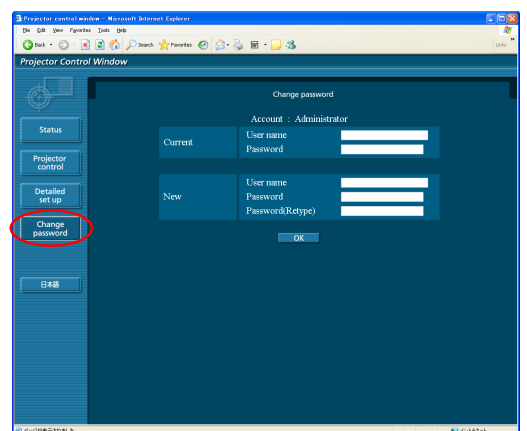 Projector control window - Microsoft Internet Explorer
File Edit View Favorites Tools Help
Back Search Favorites Links
Projector Control Window
Change password
Account : Administrator
Status
Current
User name
Password
Projector control
Detailed set up
New
User name
Password
Password(Retype)
Change password
OK
日本語